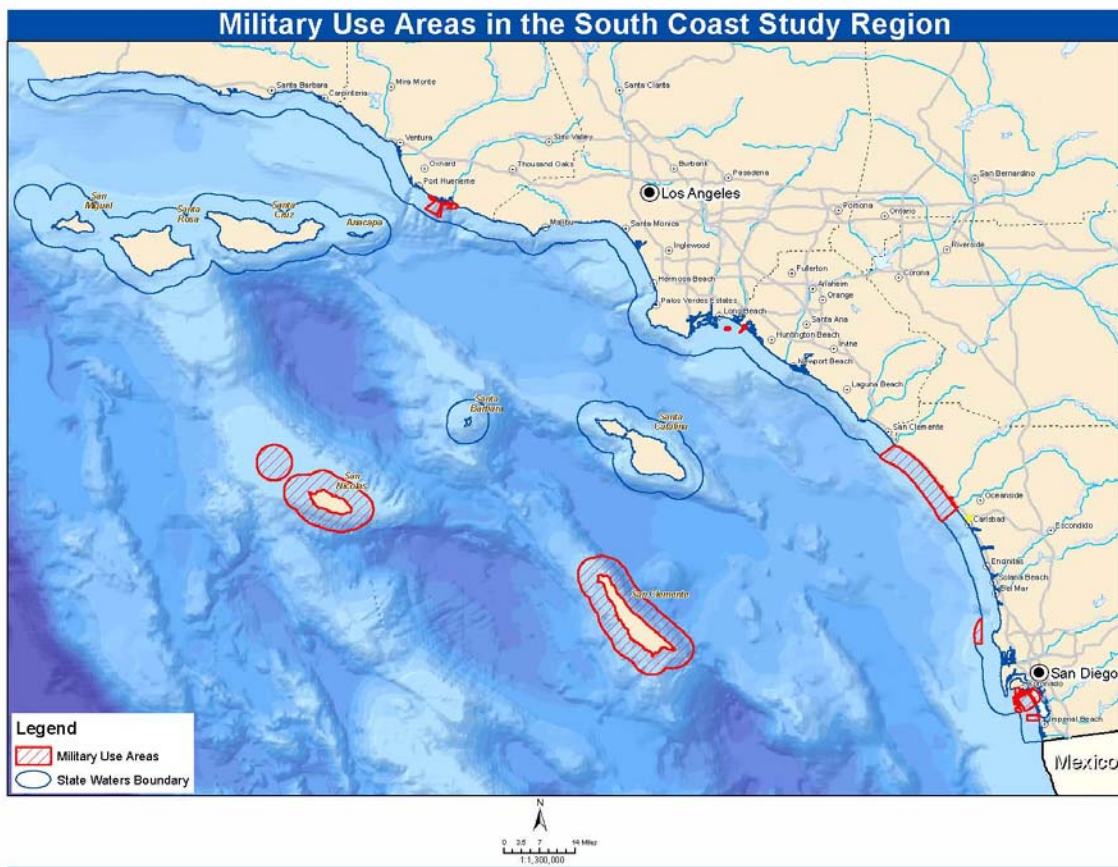 Military Use Areas in the South Coast Study Region
Santa Barbara
Carpinteria
Mira Monte
Santa Clarita
Ventura
Simi Valley
Oxnard
Thousand Oaks
Burbank
Pasadena
San Bernardino
Port Hueneme
Los Angeles
San
Miguel
Santa
Rosa
Santa
Cruz
Anacapa
Malibu
Santa Monica
Pomona
Ontario
Inglewood
Riverside
Fullerton
Corona
Hermosa Beach
Anaheim
Orange
Palos Verdes Estates
Long Beach
Santa Ana
Huntington Beach
Irvine
Newport Beach
Laguna Beach
Santa
Barbara
Santa
Catalina
San Clemente
San
Nicolas
Oceanside
Carlsbad
Escondido
Encinitas
Solana Beach
Del Mar
San Clemente
San Diego
Coronado
Imperial Beach
Mexico
Legend
Military Use Areas
State Waters Boundary
N
0 3.5 7 14 Miles
1:1,300,000